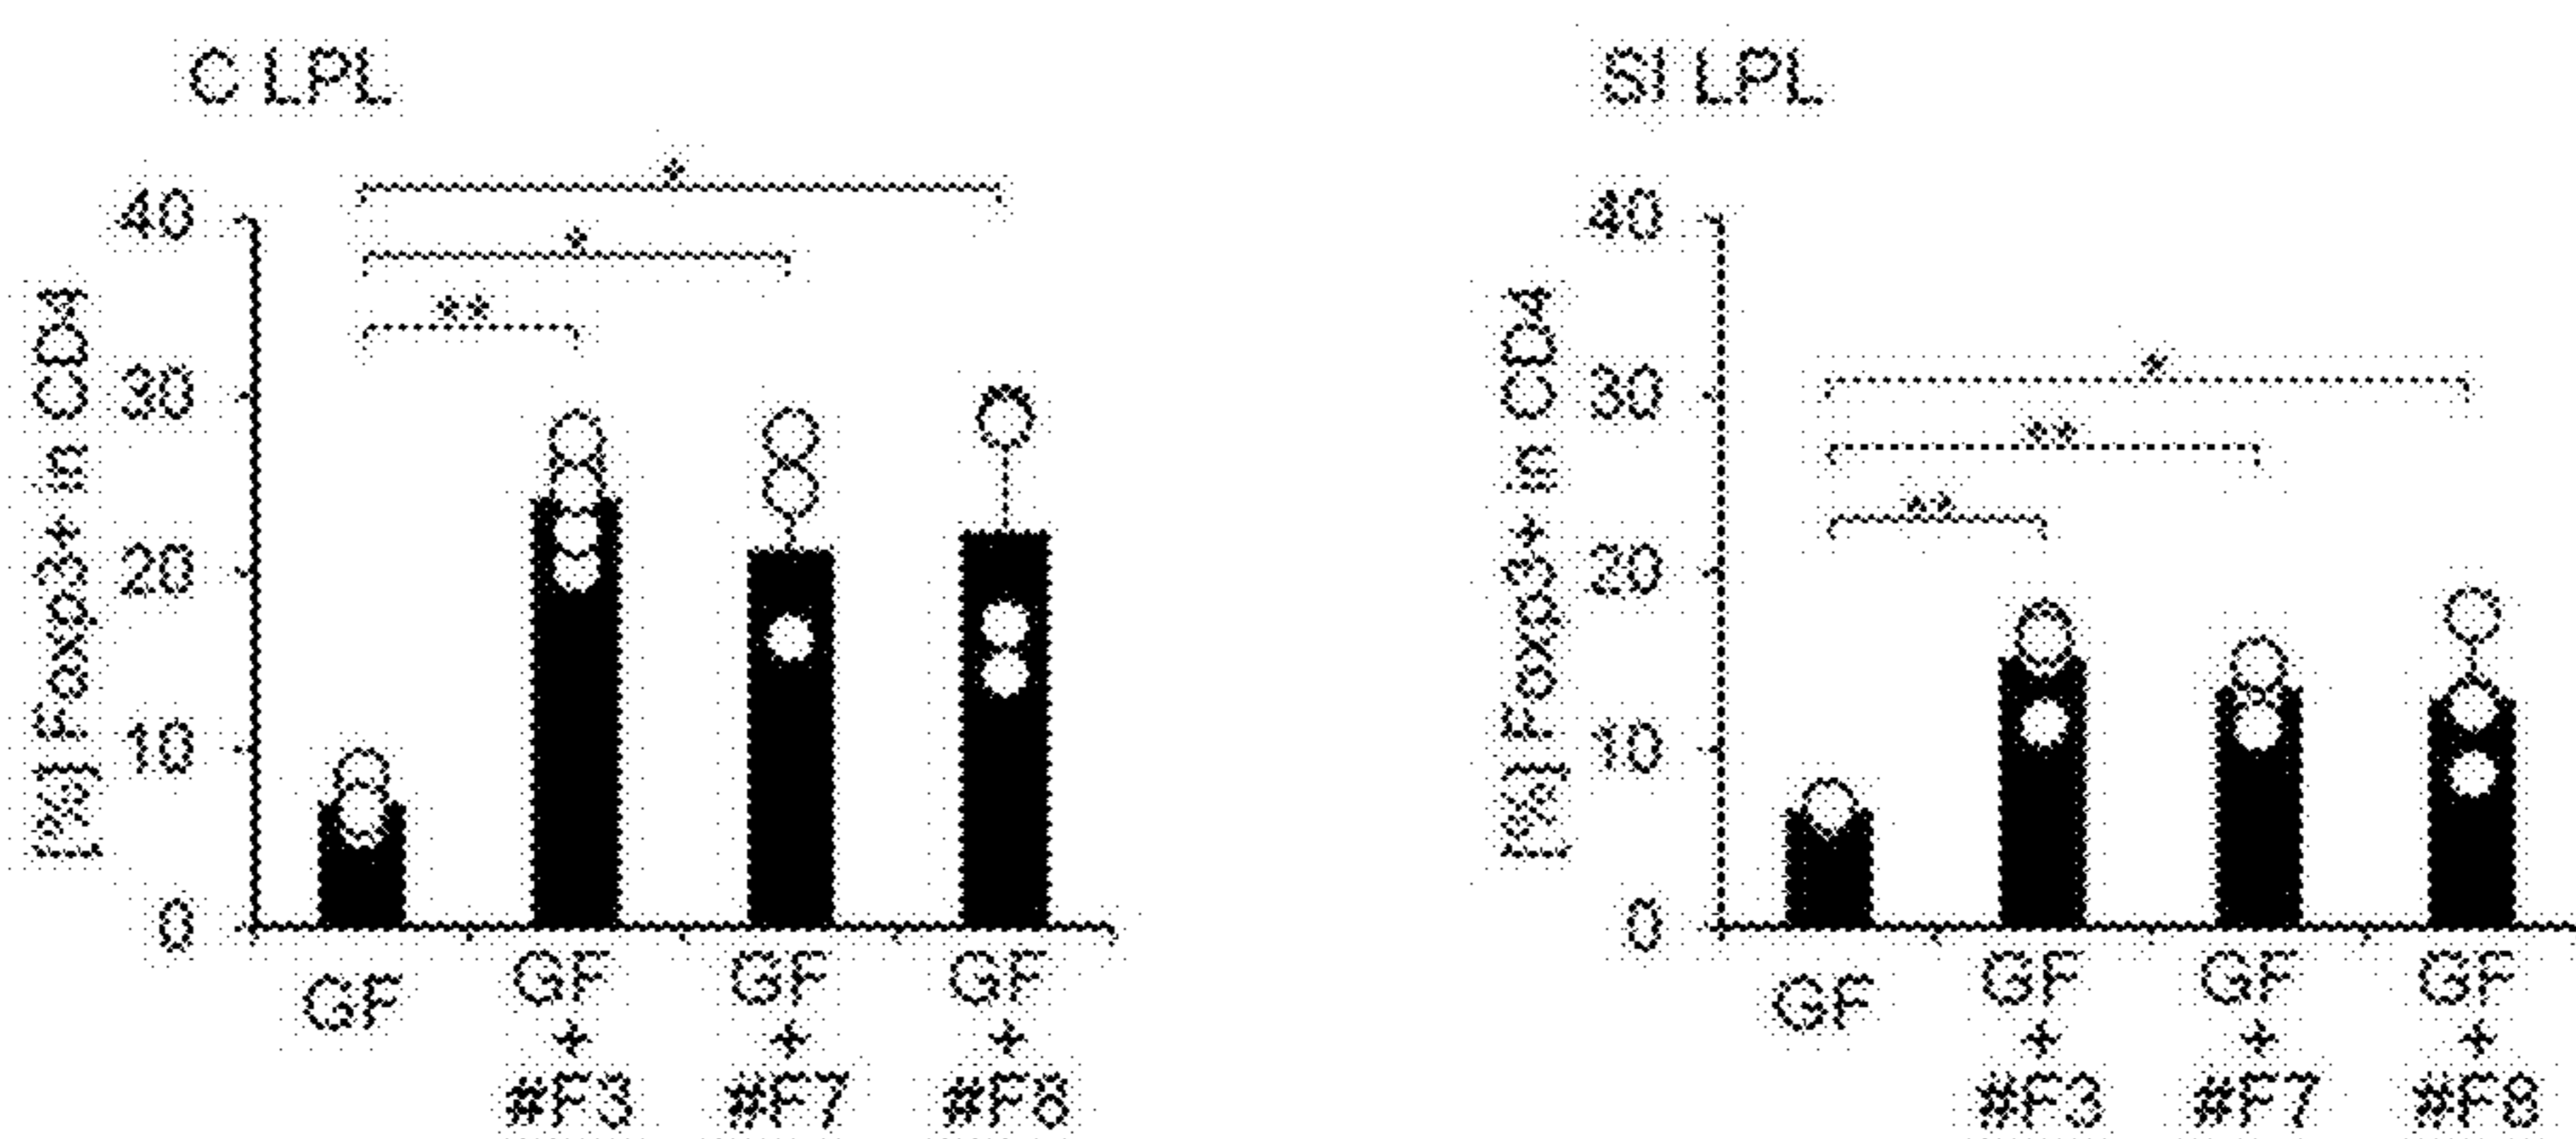 C LPL
*
*
**
40
30
20
10
0
[%] Foxp3+ in CD4
GF
GF
+
#F3
GF
+
#F7
GF
+
#F8
SI LPL
*
**
**
40
30
20
10
0
[%] Foxp3+ in CD4
GF
GF
+
#F3
GF
+
#F7
GF
+
#F8